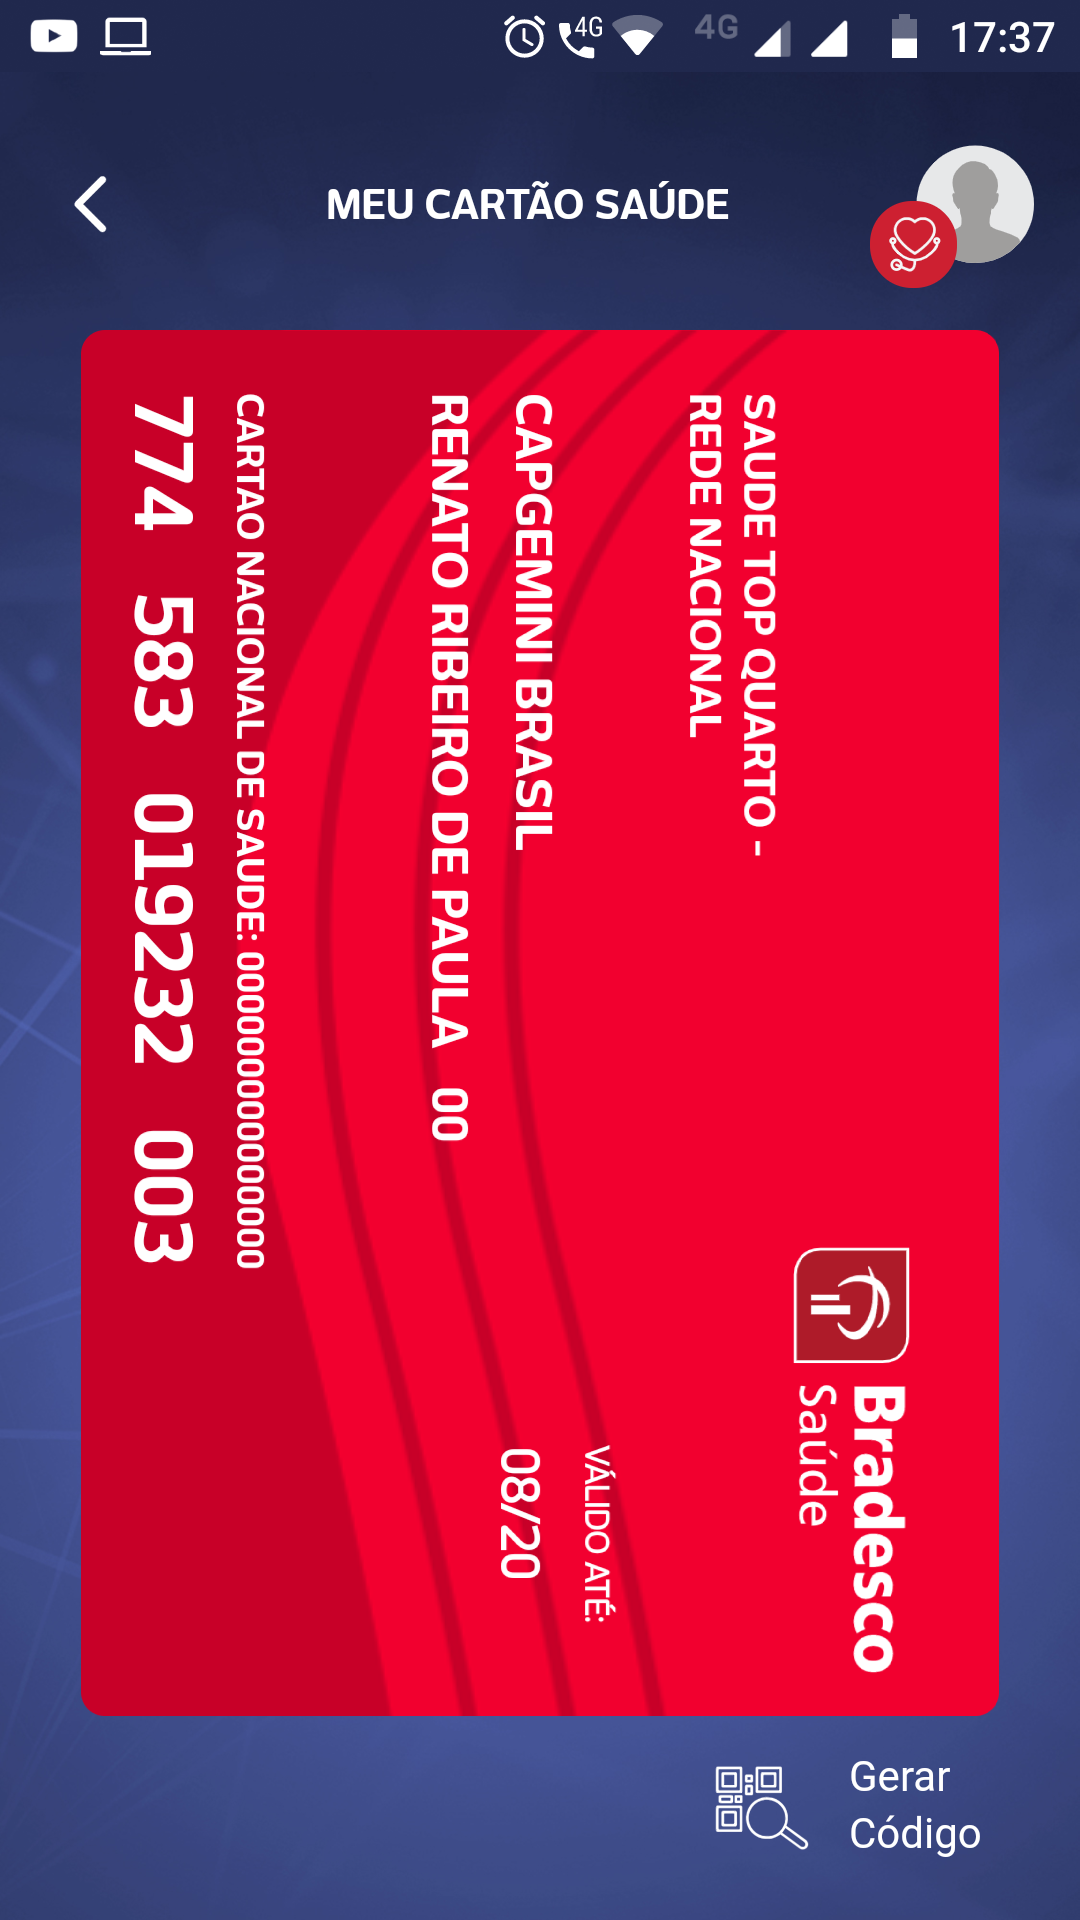 4G
4G
17:37
MEU CARTÃO SAÚDE
Bradesco
Saúde
SAUDE TOP QUARTO -
REDE NACIONAL
VÁLIDO ATÉ:
CAPGEMINI BRASIL
08/20
RENATO RIBEIRO DE PAULA 00
CARTAO NACIONAL DE SAUDE: 000000000000000
774 583 019232 003
Gerar
Código